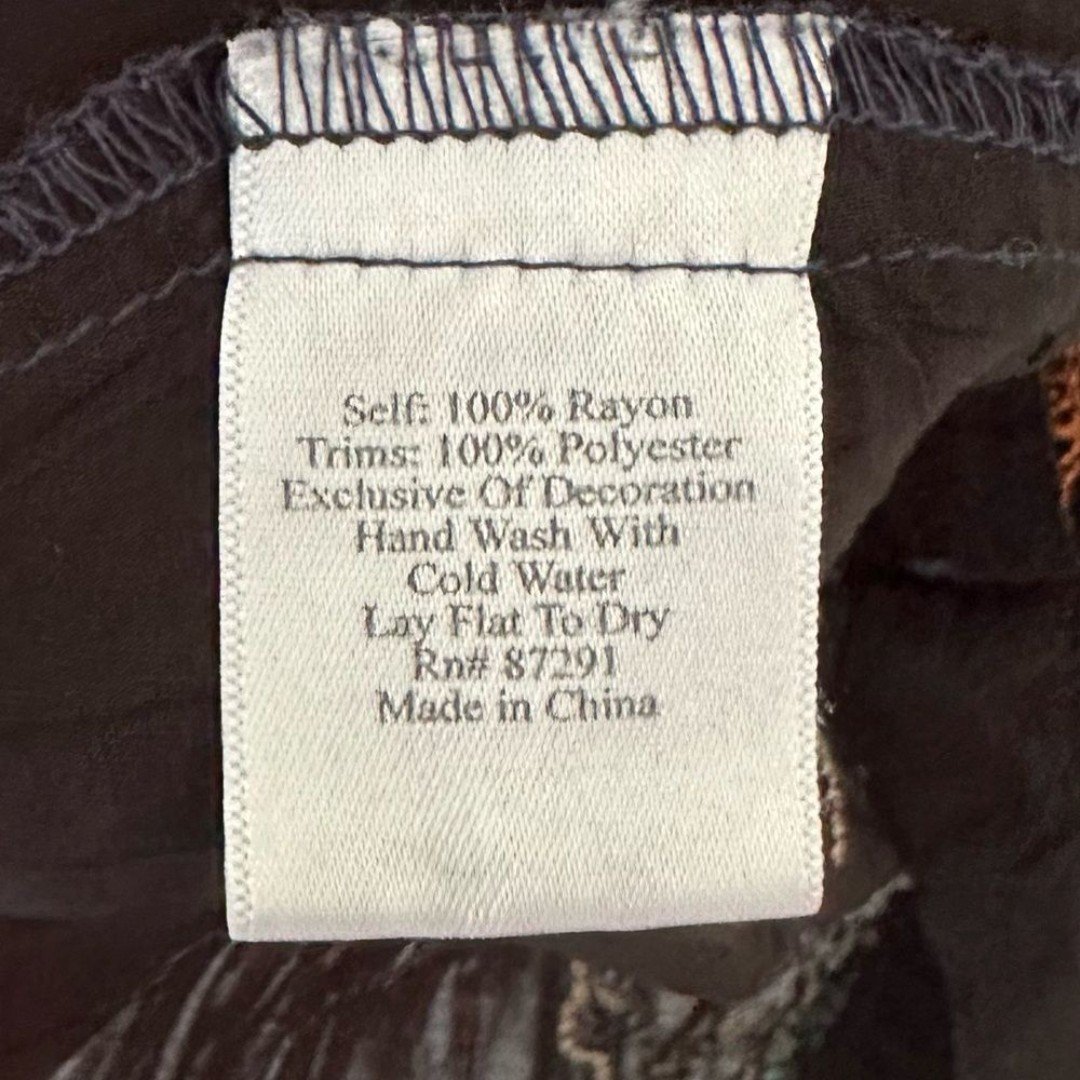 Self: 100% Rayon
Trims: 100% Polyester
Exclusive Of Decoration
Hand Wash With
Cold Water
Lay Flat To Dry
Rn# 87291
Made in China